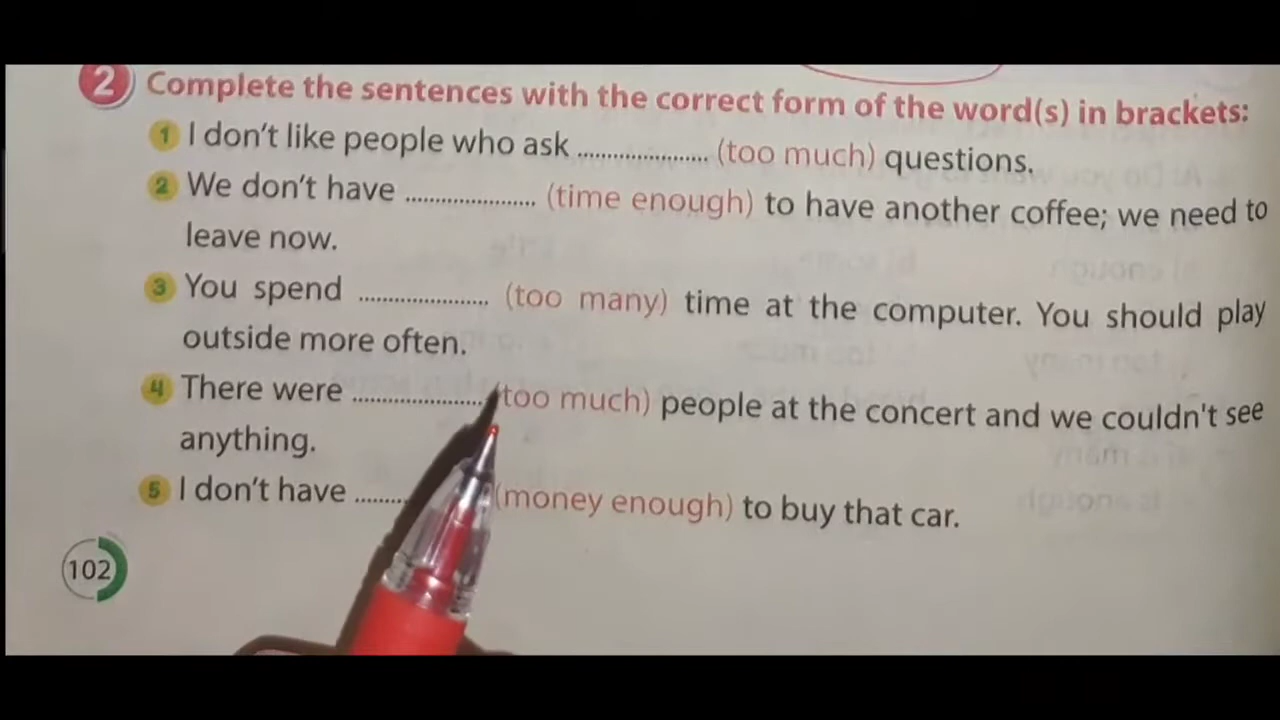 2 Complete the sentences with the correct form of the word(s) in brackets:
1 I don't like people who ask ...................... (too much) questions.
2 We don't have ...................... (time enough) to have another coffee; we need to
leave now.
3 You spend ...................... (too many) time at the computer. You should play
outside more often.
4 There were ...................... (too much) people at the concert and we couldn't see
anything.
5 I don't have ......... (money enough) to buy that car.
102